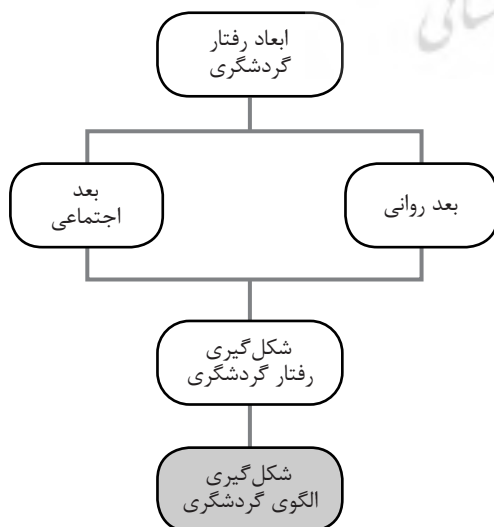 ابعاد رفتار
گردشگری
بعد روانی
بعد
اجتماعی
شکل‌گیری
رفتار گردشگری
شکل‌گیری
الگوی گردشگری